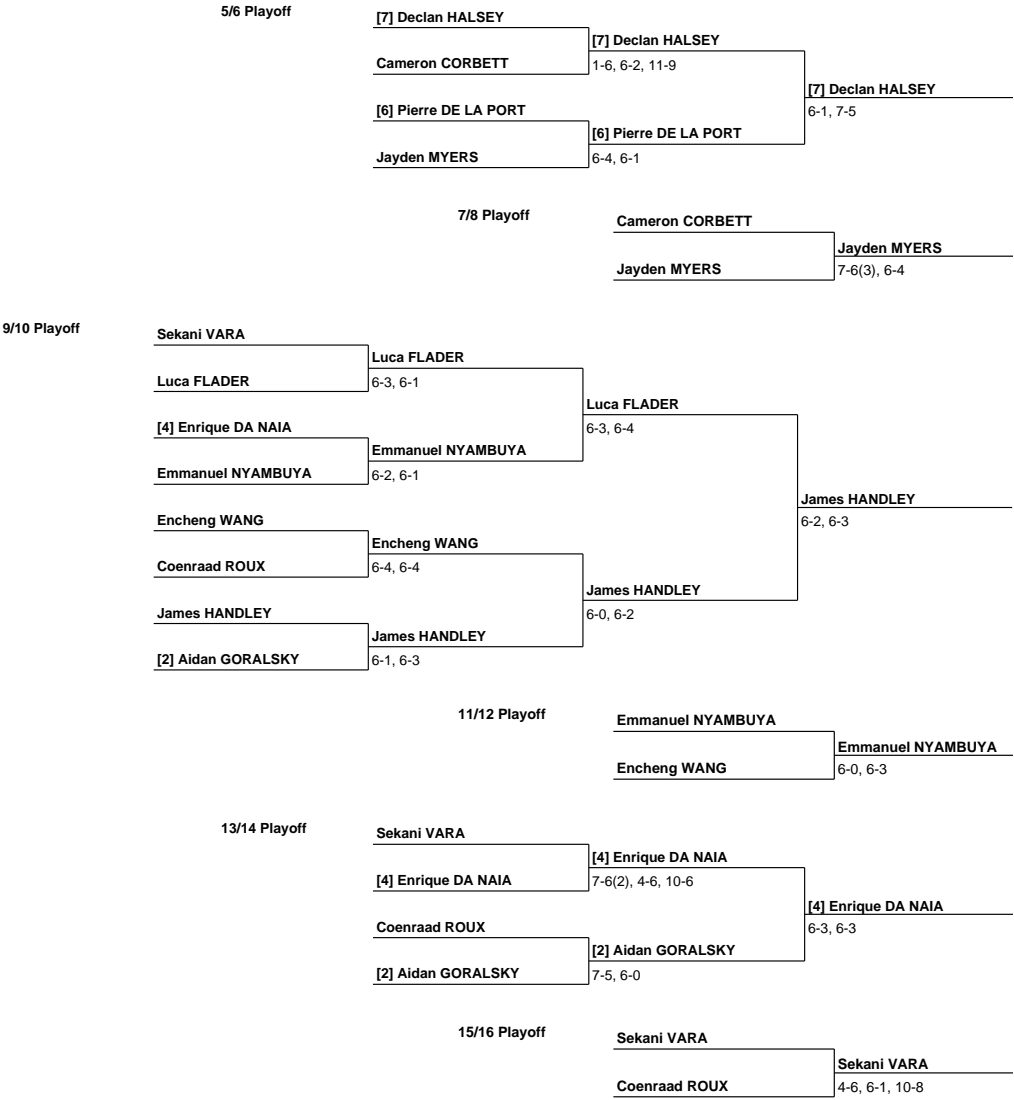 5/6 Playoff
[7] Declan HALSEY
[7] Declan HALSEY
Cameron CORBETT
1-6, 6-2, 11-9
[7] Declan HALSEY
[6] Pierre DE LA PORT
6-1, 7-5
[6] Pierre DE LA PORT
Jayden MYERS
6-4, 6-1
7/8 Playoff
Cameron CORBETT
Jayden MYERS
Jayden MYERS
7-6(3), 6-4
9/10 Playoff
Sekani VARA
Luca FLADER
Luca FLADER
6-3, 6-1
Luca FLADER
[4] Enrique DA NAIA
6-3, 6-4
Emmanuel NYAMBUYA
Emmanuel NYAMBUYA
6-2, 6-1
James HANDLEY
Encheng WANG
6-2, 6-3
Encheng WANG
Coenraad ROUX
6-4, 6-4
James HANDLEY
James HANDLEY
6-0, 6-2
James HANDLEY
[2] Aidan GORALSKY
6-1, 6-3
11/12 Playoff
Emmanuel NYAMBUYA
Emmanuel NYAMBUYA
Encheng WANG
6-0, 6-3
13/14 Playoff
Sekani VARA
[4] Enrique DA NAIA
[4] Enrique DA NAIA
7-6(2), 4-6, 10-6
[4] Enrique DA NAIA
Coenraad ROUX
6-3, 6-3
[2] Aidan GORALSKY
[2] Aidan GORALSKY
7-5, 6-0
15/16 Playoff
Sekani VARA
Sekani VARA
Coenraad ROUX
4-6, 6-1, 10-8